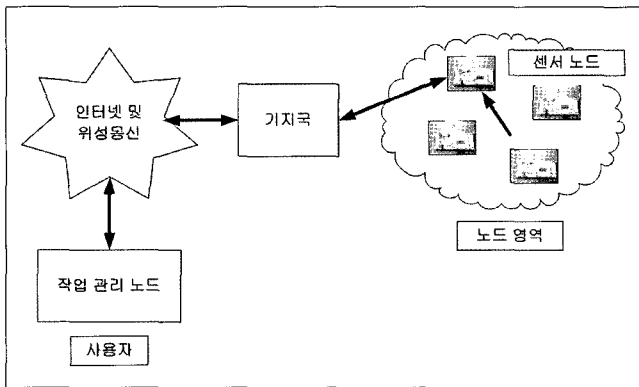 인터넷 및
위성통신
기지국
센서 노드
노드 영역
작업 관리 노드
사용자